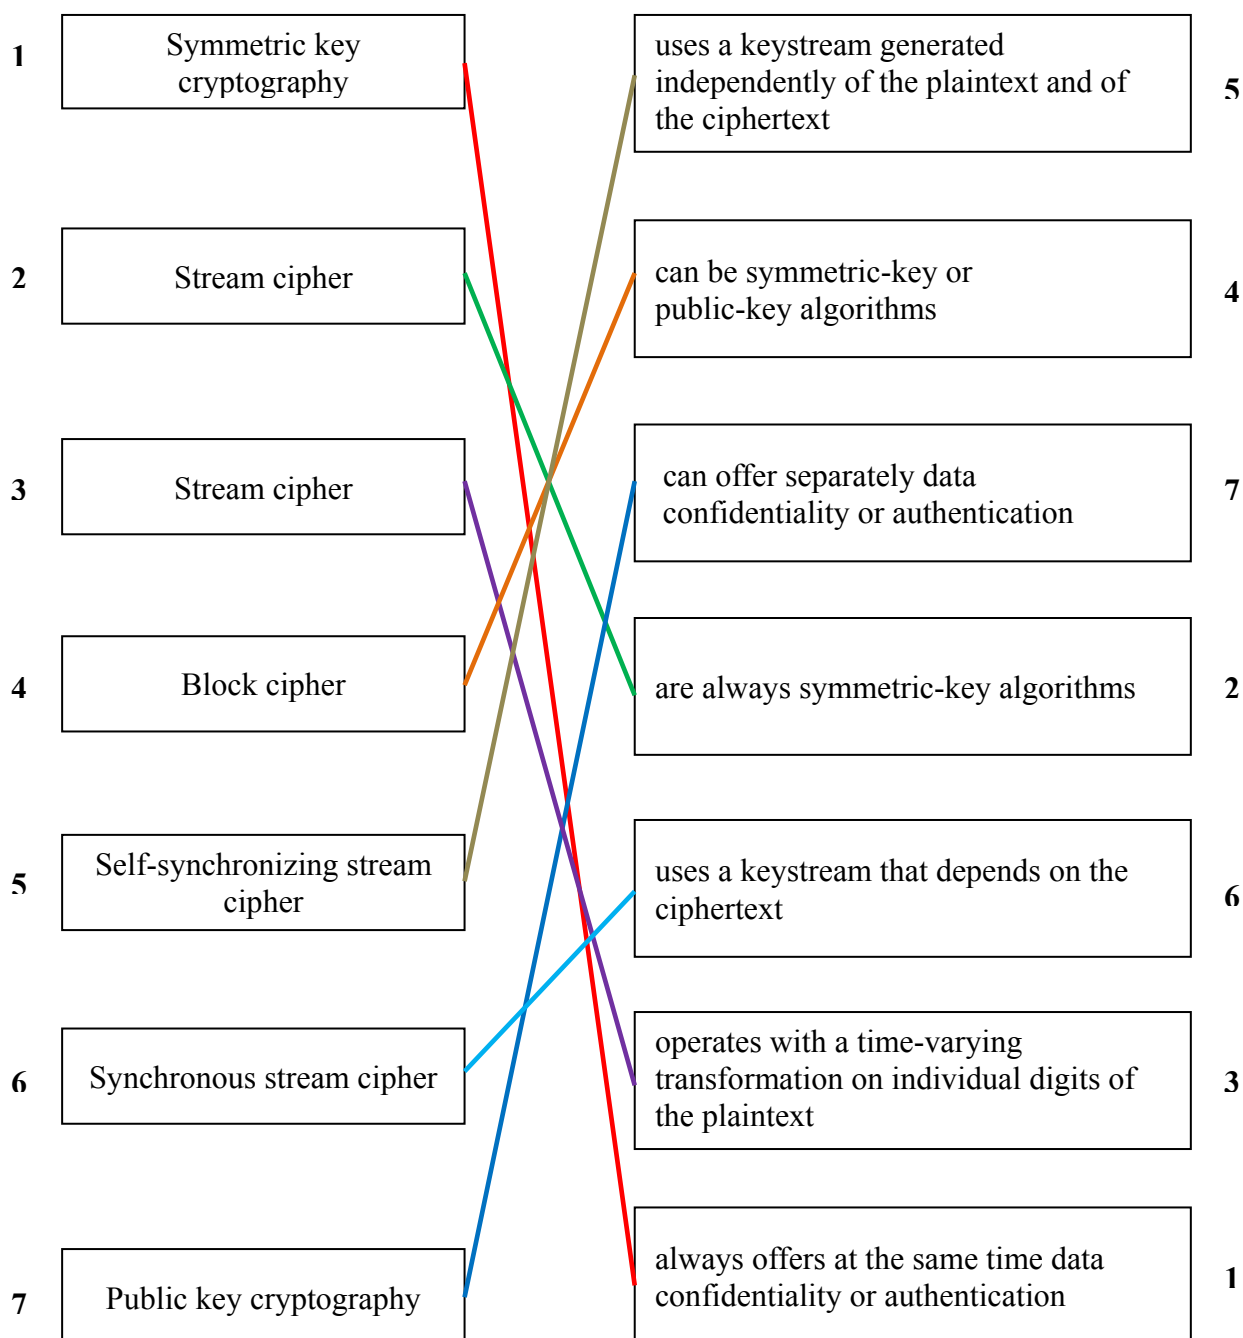 1
Symmetric key
cryptography
uses a keystream generated
independently of the plaintext and of
the ciphertext
5
2
Stream cipher
can be symmetric-key or
public-key algorithms
4
3
Stream cipher
can offer separately data
confidentiality or authentication
7
4
Block cipher
are always symmetric-key algorithms
2
5
Self-synchronizing stream
cipher
uses a keystream that depends on the
ciphertext
6
6
Synchronous stream cipher
operates with a time-varying
transformation on individual digits of
the plaintext
3
7
Public key cryptography
always offers at the same time data
confidentiality or authentication
1